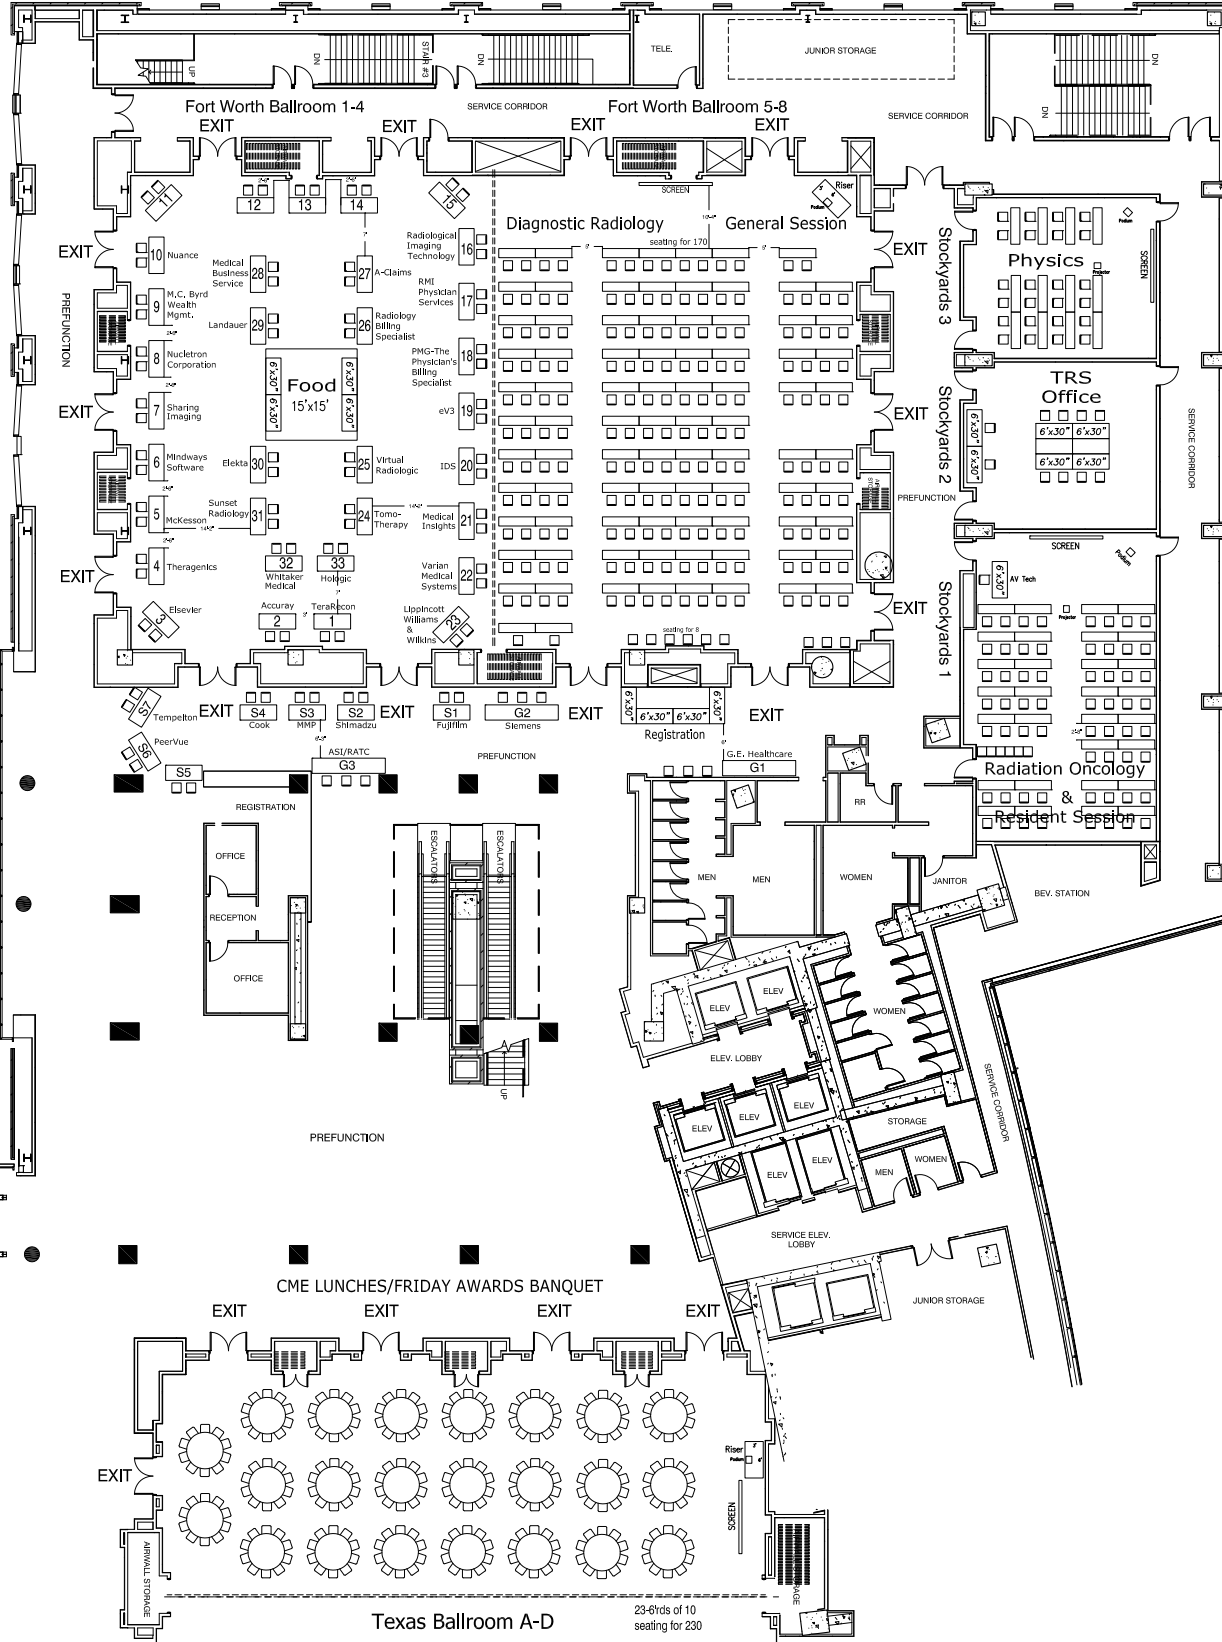 DN
STAIR #3
DN
UP
TELE.
JUNIOR STORAGE
DN
DN
Fort Worth Ballroom 1-4
SERVICE CORRIDOR
Fort Worth Ballroom 5-8
SERVICE CORRIDOR
EXIT
EXIT
EXIT
EXIT
11
12
13
14
15
SCREEN
Riser
Podium
Diagnostic Radiology
General Session
seating for 170
EXIT
10
Nuance
Medical
Business
Service
28
27
A-Claims
Radiological
Imaging
Technology
16
EXIT
PREFUNCTION
9
M.C. Byrd
Wealth
Mgmt.
Landauer
29
26
Radiology
Billing
Specialist
RMI
Physician
Services
17
8
Nucletron
Corporation
Food
15'x15'
6'x30"
6'x30"
6'x30"
6'x30"
PMG-The
Physician's
Billing
Specialist
18
EXIT
7
Sharing
Imaging
eV3
19
EXIT
6
Mindways
Software
Elekta
30
25
Virtual
Radiologic
IDS
20
5
McKesson
Sunset
Radiology
31
24
Tomo-
Therapy
Medical
Insights
21
PREFUNCTION
EXIT
4
Theragenics
32
Whitaker
Medical
33
Hologic
Varian
Medical
Systems
22
3
Elsevier
Accuray
2
TeraRecon
1
Lippincott
Williams
&
Wilkins
23
seating for 8
EXIT
Stockyards 3
Physics
Podium
SCREEN
Projector
Stockyards 2
TRS
Office
6'x30"
6'x30"
6'x30"
6'x30"
6'x30"
6'x30"
SERVICE CORRIDOR
Stockyards 1
SCREEN
Podium
6'x30"
AV Tech
Projector
Radiation Oncology
&
Resident Session
S7
Tempelton
EXIT
S4
Cook
S3
MMP
S2
Shimadzu
EXIT
S1
Fujifilm
G2
Siemens
EXIT
6'x30"
6'x30"
6'x30"
6'x30"
Registration
EXIT
S6
PeerVue
S5
ASI/RATC
G3
PREFUNCTION
G.E. Healthcare
G1
REGISTRATION
OFFICE
RECEPTION
OFFICE
ESCALATORS
ESCALATORS
UP
RR
MEN
MEN
WOMEN
JANITOR
BEV. STATION
ELEV
ELEV
WOMEN
ELEV. LOBBY
ELEV
ELEV
ELEV
SERVICE CORRIDOR
STORAGE
PREFUNCTION
ELEV
ELEV
MEN
WOMEN
SERVICE ELEV.
LOBBY
JUNIOR STORAGE
CME LUNCHES/FRIDAY AWARDS BANQUET
EXIT
EXIT
EXIT
EXIT
EXIT
Riser
Podium
SCREEN
AIRWALL STORAGE
Texas Ballroom A-D
23-6'rds of 10
seating for 230